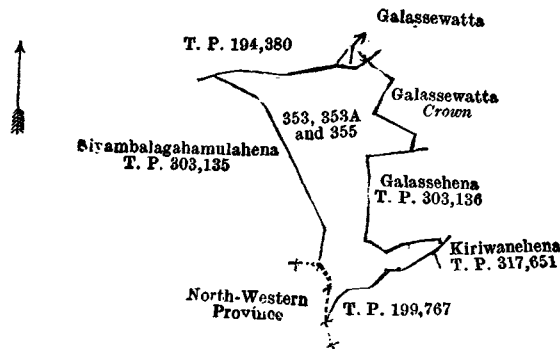 Galassewatta
T. P. 194,380
Galassewatta
Crown
353, 353A
and 355
Siyambalagahamulahena
T. P. 303,135
Galassehena
T. P. 303,136
Kiriwanehena
T. P. 317,651
North-Western
Province
T. P. 199,767